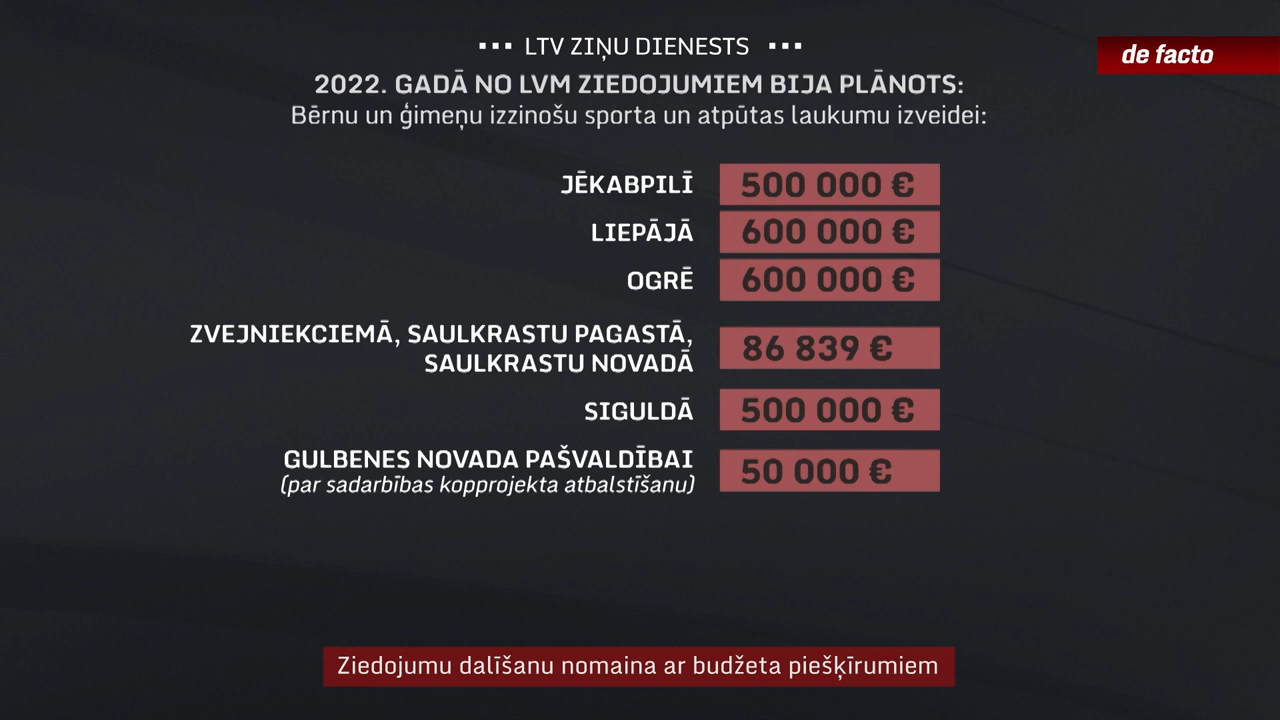 LTV ZIŅU DIENESTS
de facto
2022. GADĀ NO LVM ZIEDOJUMIEM BIJA PLĀNOTS:
Bērnu un ģimeņu izzinošu sporta un atpūtas laukumu izveidei:
JĒKABPILĪ 500 000 €
LIEPĀJĀ 600 000 €
OGRĒ 600 000 €
ZVEJNIEKCIEMĀ, SAULKRASTU PAGASTĀ,
SAULKRASTU NOVADĀ 86 839 €
SIGULDĀ 500 000 €
GULBENES NOVADA PAŠVALDĪBAI 50 000 €
(par sadarbības kopprojekta atbalstīšanu)
Ziedojumu dalīšanu nomaina ar budžeta piešķīrumiem